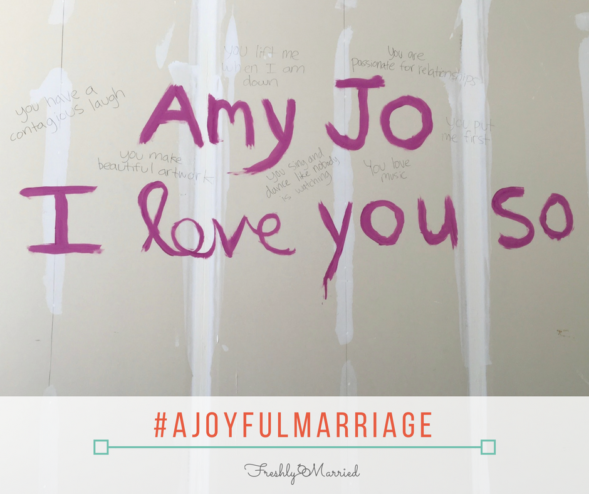 You lift me
when I am
down
You are
passionate for relationships
you have a
contagious laugh
Amy Jo
You put
me first
you make
beautiful artwork
you sing and
dance like nobody
is watching
You love
music
I love you so
#AJOYFULMARRIAGE
Freshly Married